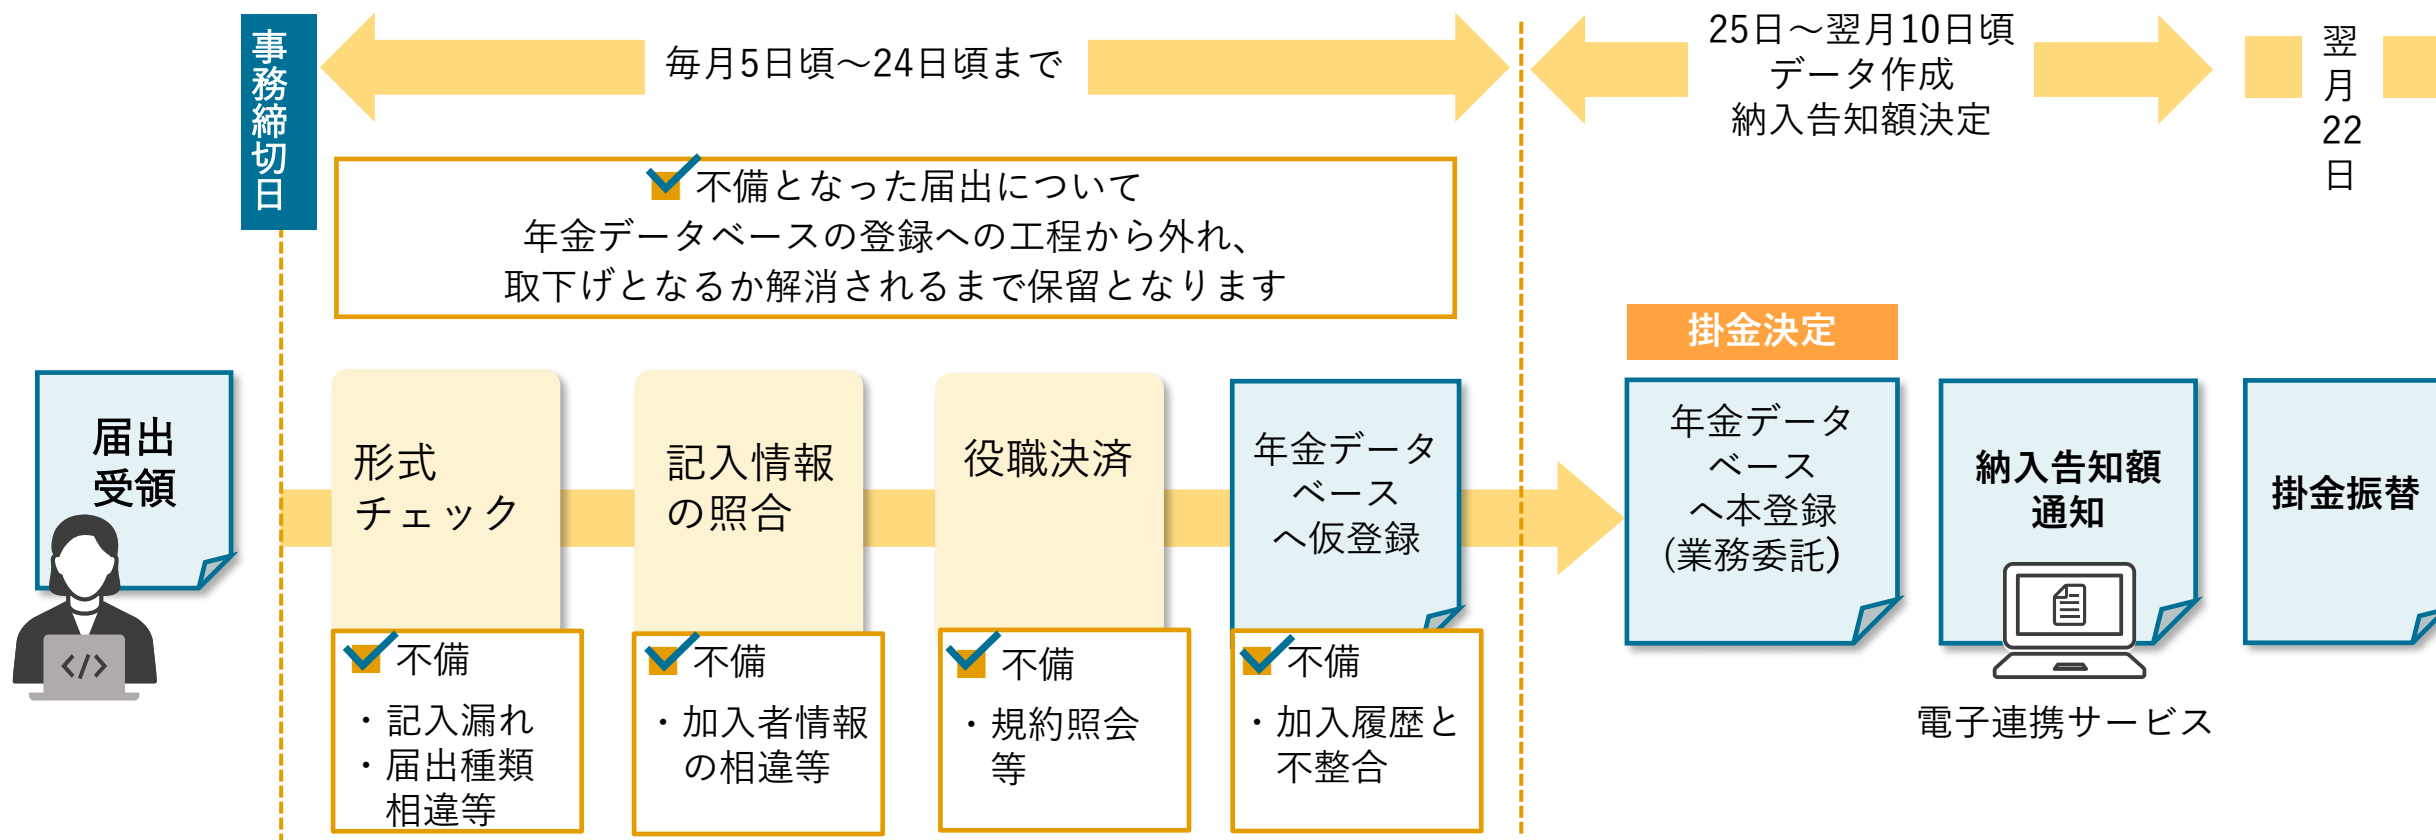 事務締切日
毎月5日頃～24日頃まで
25日～翌月10日頃
データ作成
納入告知額決定
翌月22日
不備となった届出について
年金データベースの登録への工程から外れ、
取下げとなるか解消されるまで保留となります
掛金決定
届出
受領
形式
チェック
記入情報
の照合
役職決済
年金データ
ベース
へ仮登録
年金データ
ベース
へ本登録
(業務委託)
納入告知額
通知
掛金振替
</>
不備
・記入漏れ
・届出種類
相違等
不備
・加入者情報
の相違等
不備
・規約照会
等
不備
・加入履歴と
不整合
電子連携サービス